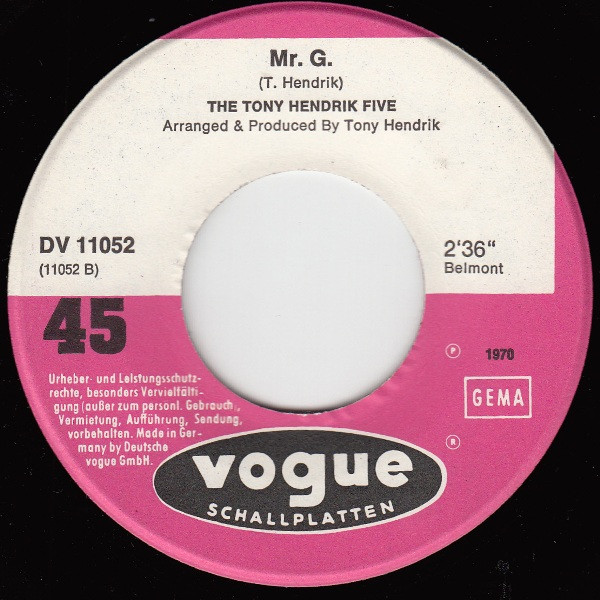 Mr. G.
(T. Hendrik)
THE TONY HENDRIK FIVE
Arranged & Produced By Tony Hendrik
DV 11052
(11052 B)
2'36"
Belmont
45
℗ 1970
GEMA
Urheber- und Leistungsschutz-
rechte, besonders Vervielfälti-
gung (außer zum persönl. Gebrauch),
Vermietung, Aufführung, Sendung,
vorbehalten. Made in Ger-
many by Deutsche
vogue GmbH.
®
vogue
SCHALLPLATTEN